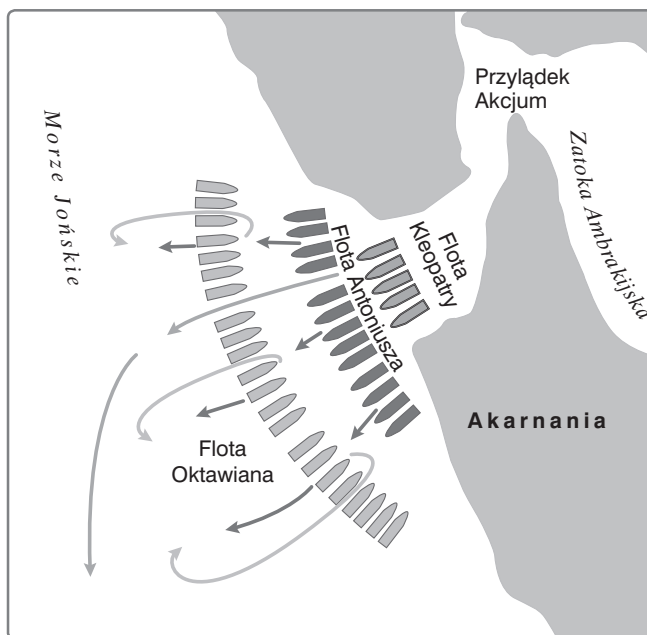 Przylądek
Akcjum
Morze Jońskie
Zatoka Ambrakijska
Flota
Kleopatry
Flota Antoniusza
Akarnania
Flota
Oktawiana